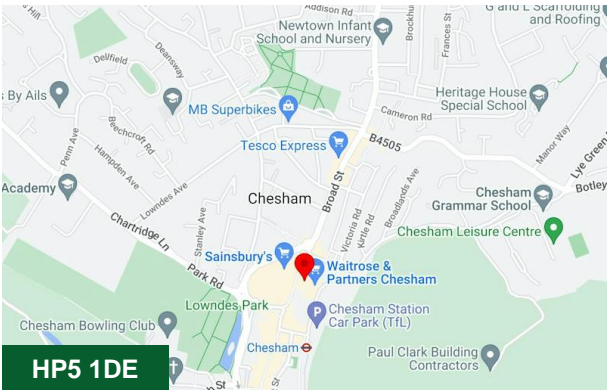 Addison Rd
G and L Scaffolding
and Roofing
Newtown Infant
School and Nursery
Frances St
Dellfield
Deansway
s By Ails
Heritage House
Special School
MB Superbikes
Cameron Rd
Beechcroft Rd
Tesco Express
B4505
Manor Way
Lye Green
Penn Ave
Hampden Ave
Academy
Lowndes Ave
Chesham
Broad St
Broadlands Ave
Chesham
Grammar School
Botley
Chartridge Ln
Stanley Ave
Victoria Rd
Kirtle Rd
Chesham Leisure Centre
Sainsbury's
Park Rd
Waitrose &
Partners Chesham
Lowndes Park
Chesham Station
Car Park (TfL)
Chesham Bowling Club
Chesham
Paul Clark Building
Contractors
HP5 1DE